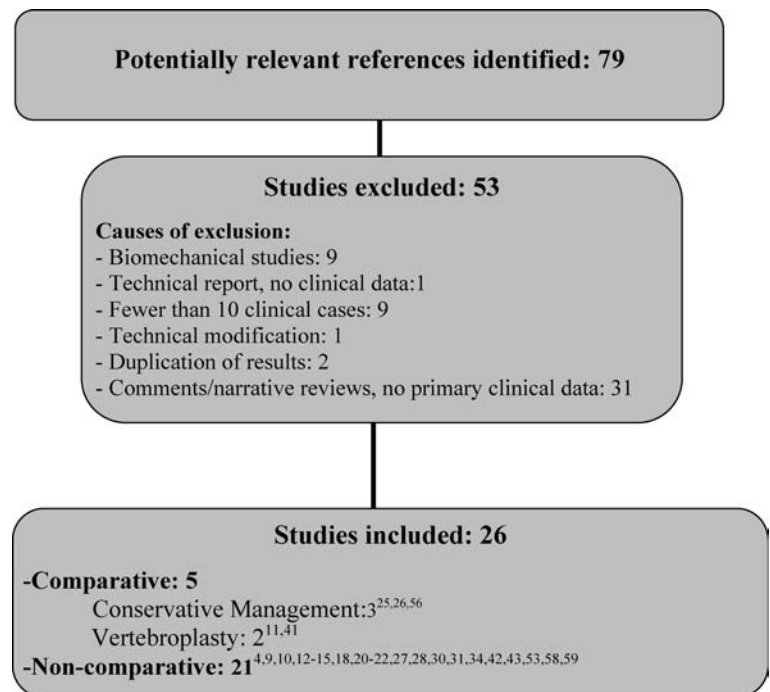 Potentially relevant references identified: 79
Studies excluded: 53
Causes of exclusion:
- Biomechanical studies: 9
- Technical report, no clinical data:1
- Fewer than 10 clinical cases: 9
- Technical modification: 1
- Duplication of results: 2
- Comments/narrative reviews, no primary clinical data: 31
Studies included: 26
-Comparative: 5
Conservative Management:3 25,26,56
Vertebroplasty: 2 11,41
-Non-comparative: 21 4,9,10,12-15,18,20-22,27,28,30,31,34,42,43,53,58,59